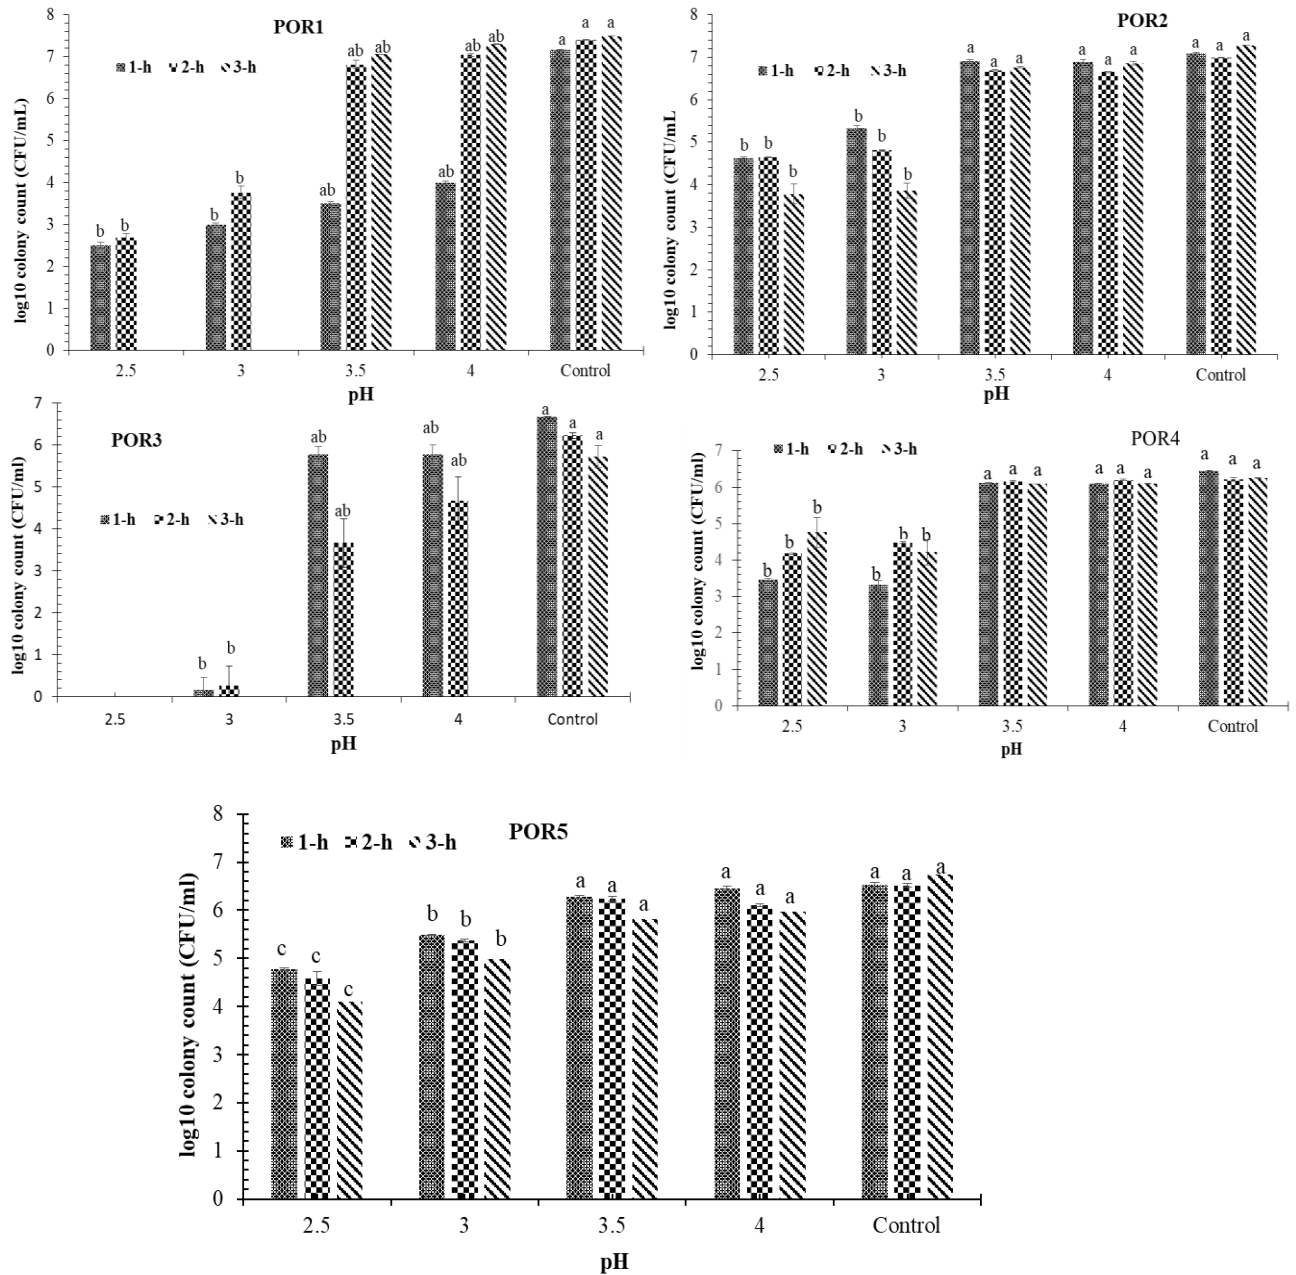 POR1
1-h 2-h 3-h
log10 colony count (CFU/mL)
8
7
6
5
4
3
2
1
0
b b
b b
ab ab ab
ab ab ab
a a a
2.5 3 3.5 4 Control
pH
POR2
1-h 2-h 3-h
log10 colony count (CFU/mL
8
7
6
5
4
3
2
1
0
b b b
b b b
a a a
a a a
a a a
2.5 3 3.5 4 Control
pH
POR3
1-h 2-h 3-h
log10 colony count (CFU/ml)
7
6
5
4
3
2
1
0
b b
ab ab
ab ab
a a a
2.5 3 3.5 4 Control
pH
POR4
1-h 2-h 3-h
log10 colony count (CFU/ml)
7
6
5
4
3
2
1
0
b b b
b b b
a a a
a a a
a a a
2.5 3 3.5 4 Control
pH
POR5
1-h 2-h 3-h
log10 colony count (CFU/ml)
8
7
6
5
4
3
2
1
0
c c c
b b b
a a a
a a a
a a a
2.5 3 3.5 4 Control
pH